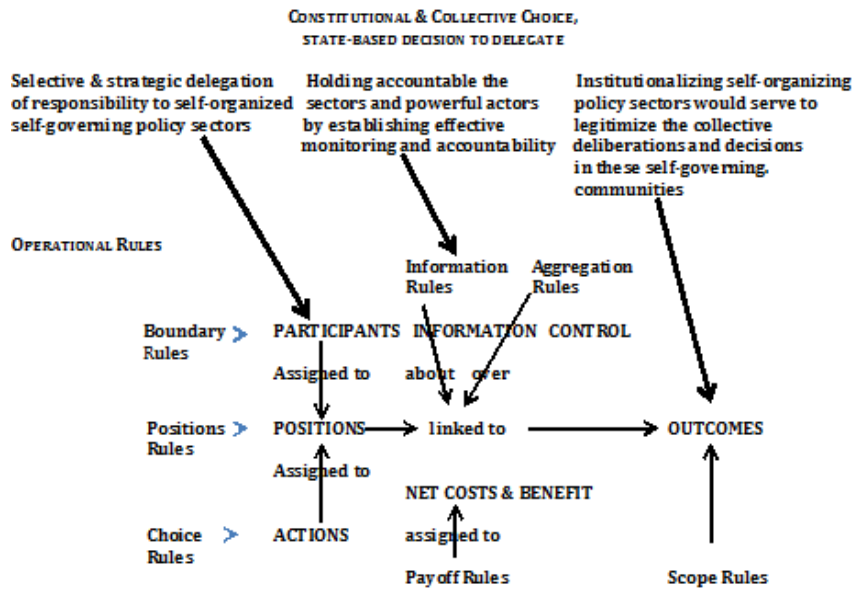 CONSTITUTIONAL & COLLECTIVE CHOICE,
STATE-BASED DECISION TO DELEGATE
Selective & strategic delegation
of responsibility to self-organized
self-governing policy sectors
Holding accountable the
sectors and powerful actors
by establishing effective
monitoring and accountability
Institutionalizing self-organizing
policy sectors would serve to
legitimize the collective
deliberations and decisions
in these self-governing.
communities
OPERATIONAL RULES
Information
Rules
Aggregation
Rules
Boundary
Rules
PARTICIPANTS INFORMATION CONTROL
Assigned to about over
Positions
Rules
POSITIONS linked to OUTCOMES
Assigned to
NET COSTS & BENEFIT
Choice
Rules
ACTIONS assigned to
Payoff Rules Scope Rules